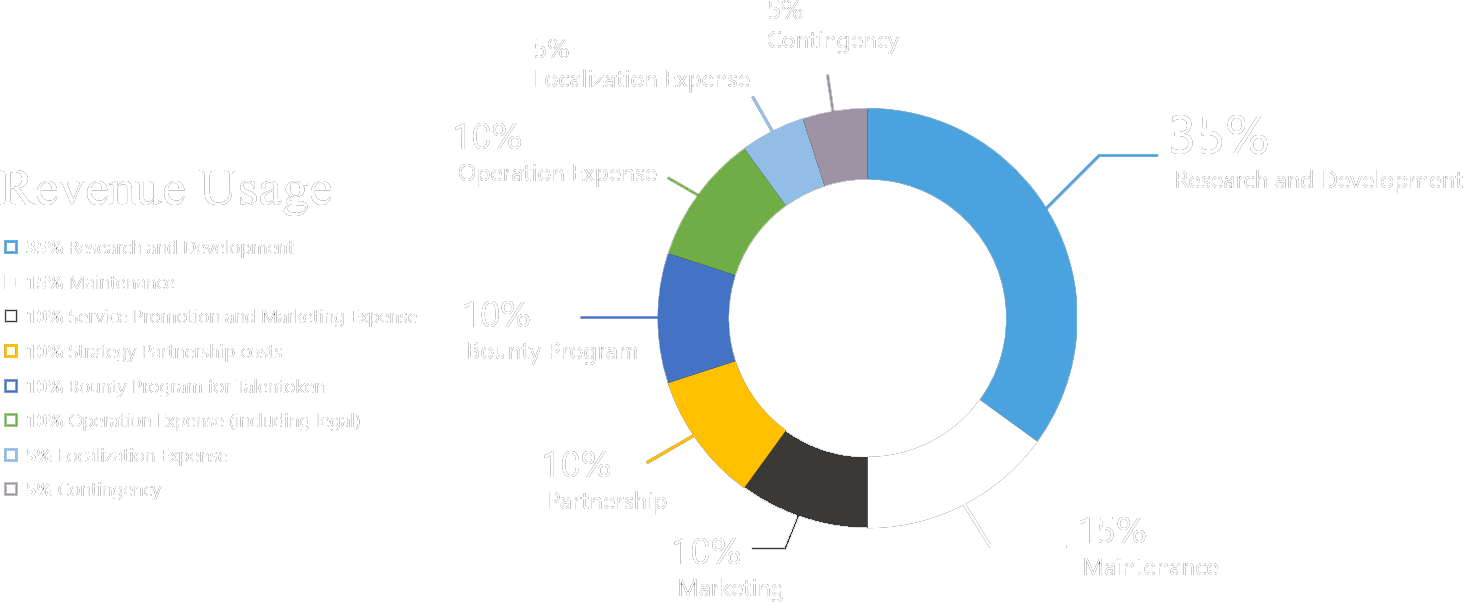 Revenue Usage
35% Research and Development
15% Maintenance
10% Service Promotion and Marketing Expense
10% Strategy Partnership costs
10% Bounty Program for Talentoken
10% Operation Expense (including legal)
5% Localization Expense
5% Contingency
5%
Contingency
5%
Localization Expense
35%
Research and Development
10%
Operation Expense
10%
Bounty Program
10%
Partnership
15%
Maintenance
10%
Marketing